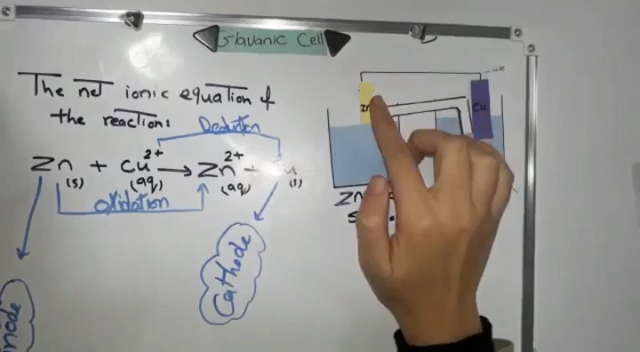 Galvanic Cell
The net ionic equation of
the reaction:
Reduction
Zn(s) + Cu2+(aq) → Zn2+(aq) +
(s)
oxidation
Cathode
Cu
Zn